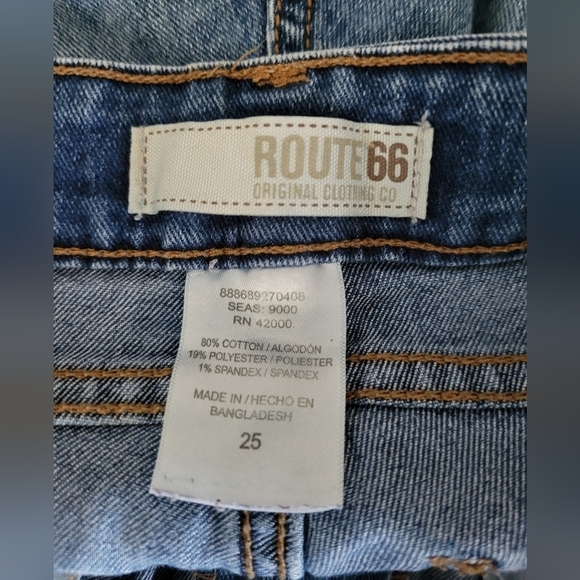 ROUTE66
ORIGINAL CLOTHING CO
888689270408
SEAS: 9000
RN 42000
80% COTTON / ALGODÓN
19% POLYESTER / POLIESTER
1% SPANDEX / SPANDEX
MADE IN / HECHO EN
BANGLADESH
25